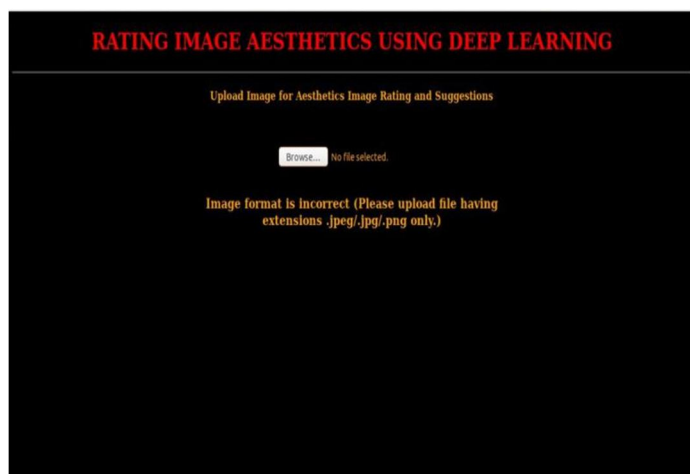 RATING IMAGE AESTHETICS USING DEEP LEARNING
Upload Image for Aesthetics Image Rating and Suggestions
Browse... No file selected.
Image format is incorrect (Please upload file having
extensions .jpeg/.jpg/.png only.)